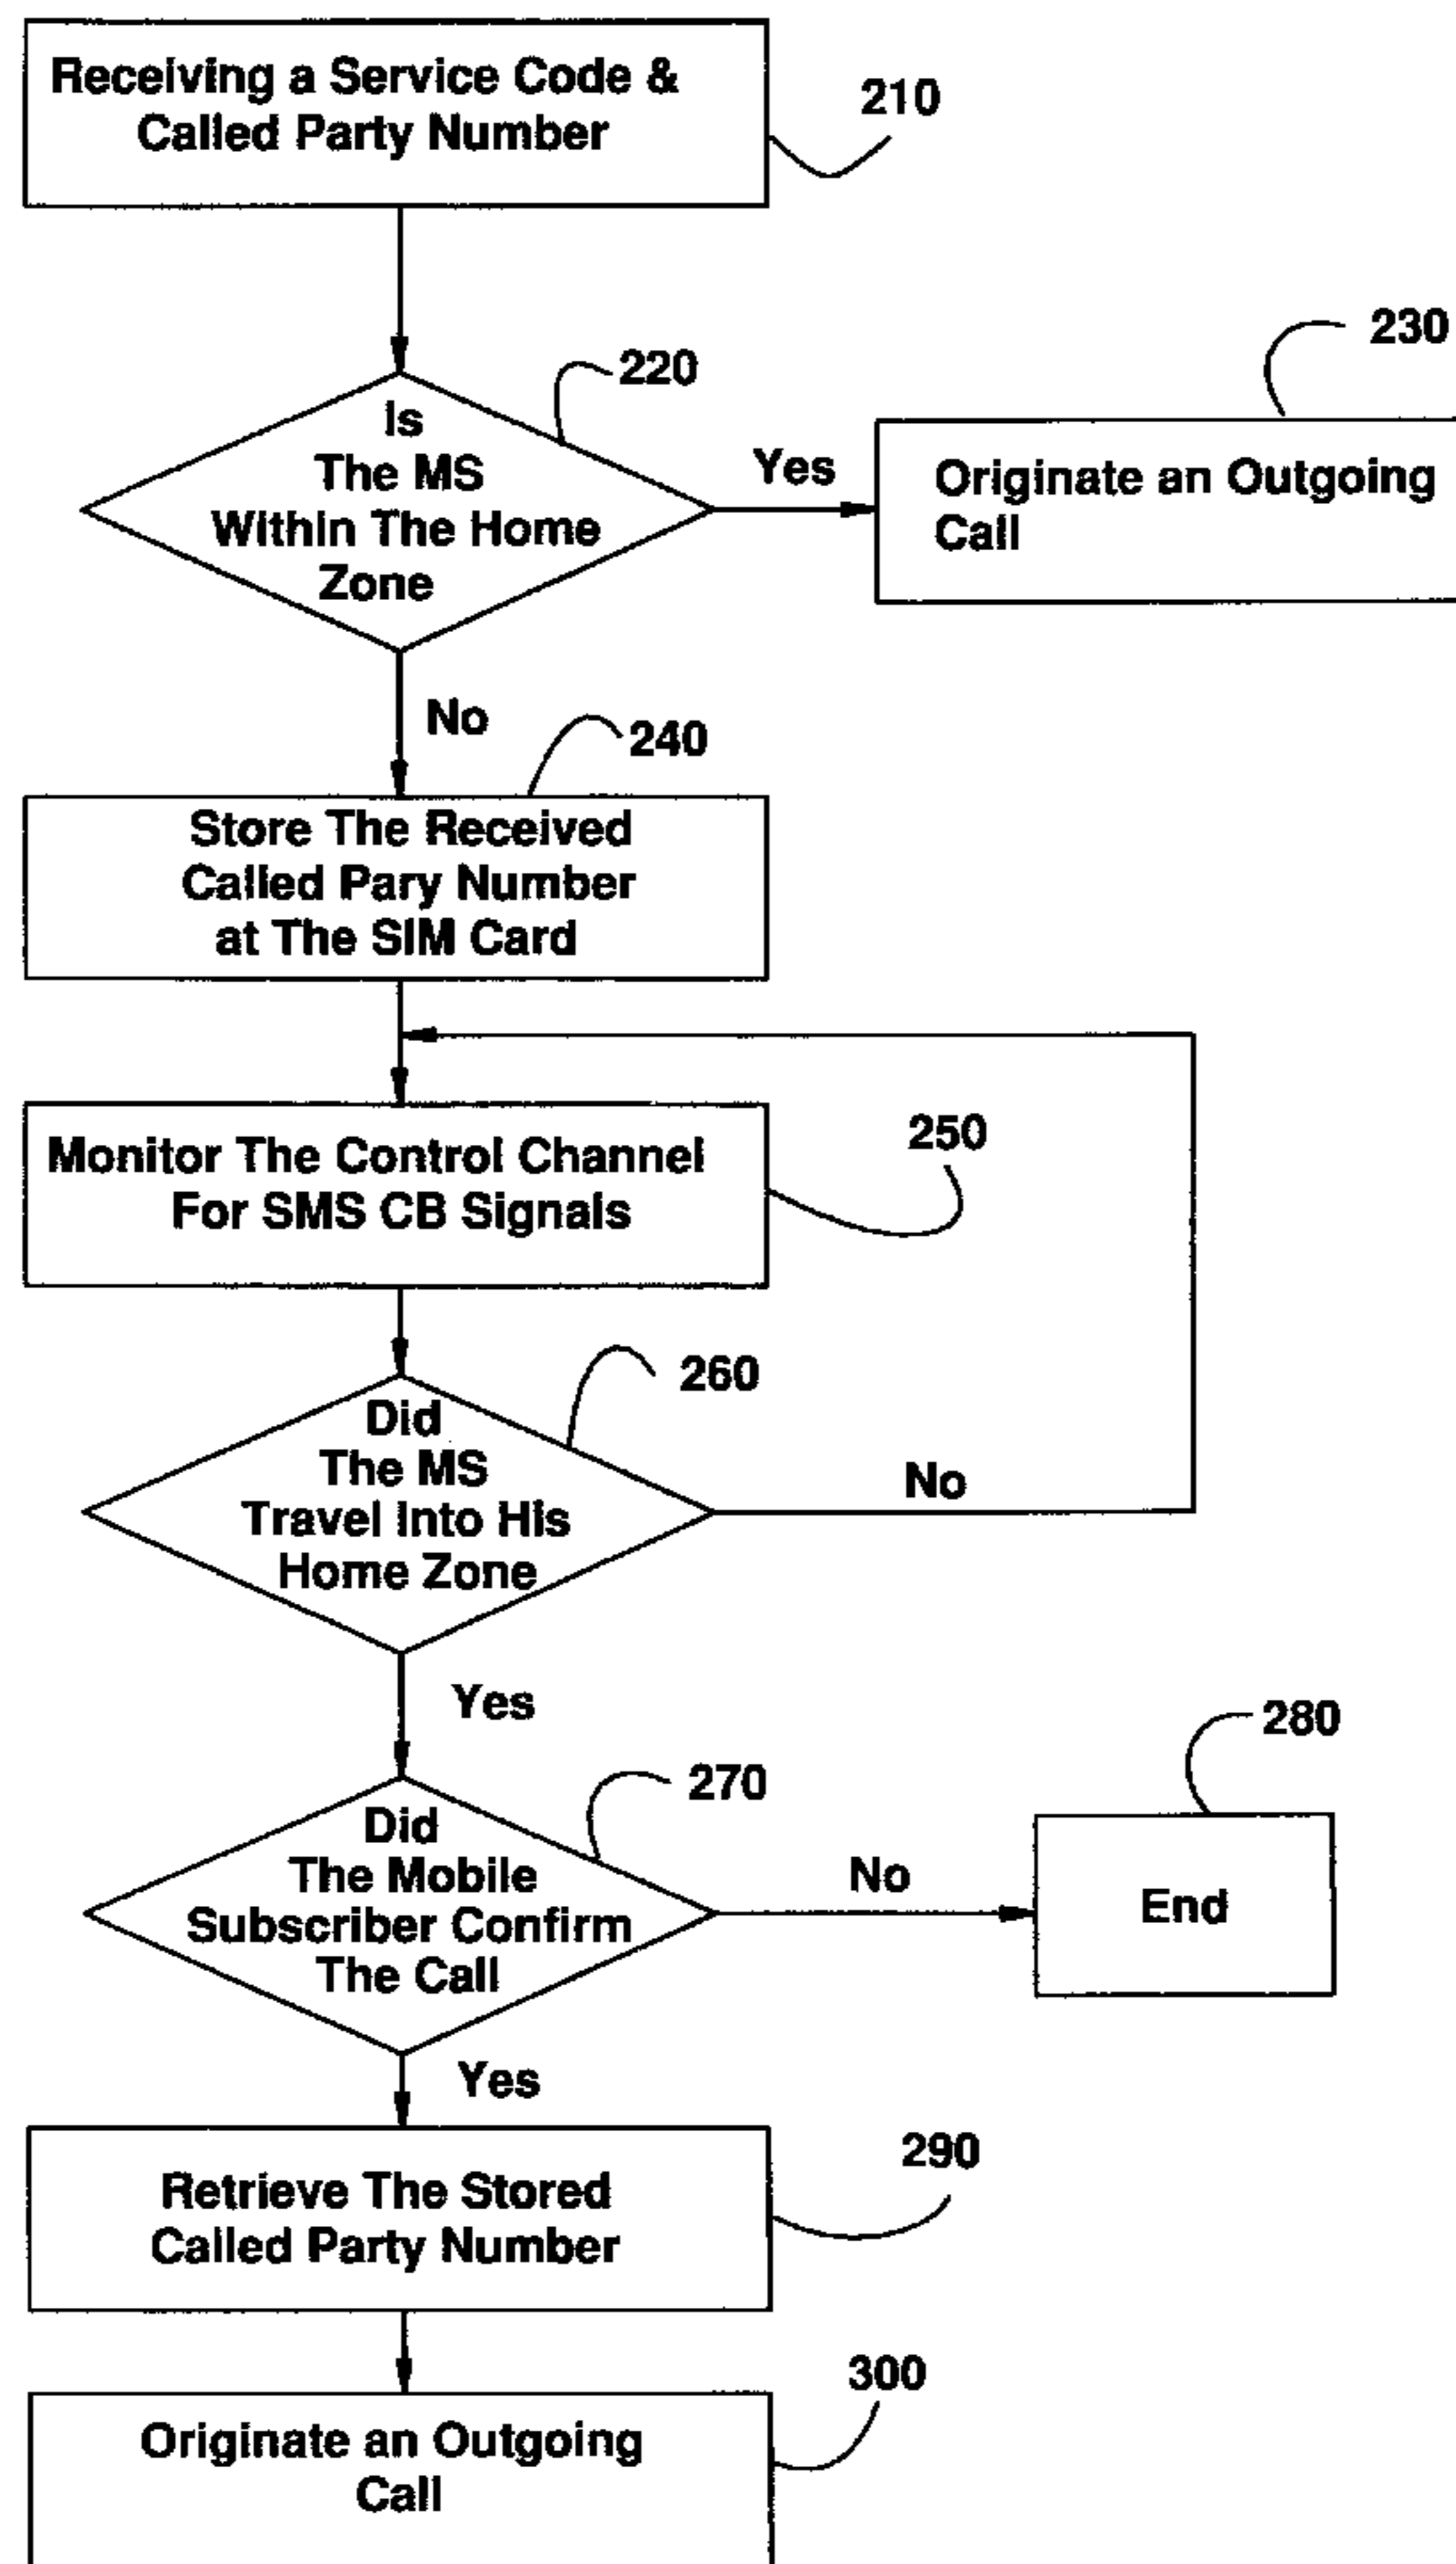 Receiving a Service Code &
Called Party Number
210
Is
The MS
Within The Home
Zone
220
Yes
Originate an Outgoing
Call
230
No
240
Store The Received
Called Pary Number
at The SIM Card
Monitor The Control Channel
For SMS CB Signals
250
260
Did
The MS
Travel Into His
Home Zone
No
Yes
270
Did
The Mobile
Subscriber Confirm
The Call
No
280
End
Yes
Retrieve The Stored
Called Party Number
290
300
Originate an Outgoing
Call